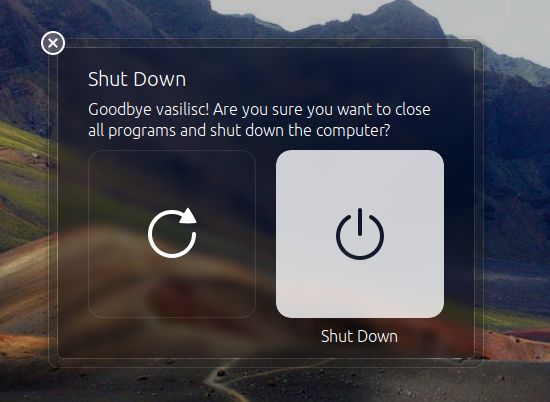 Shut Down
Goodbye vasilisc! Are you sure you want to close
all programs and shut down the computer?
Shut Down